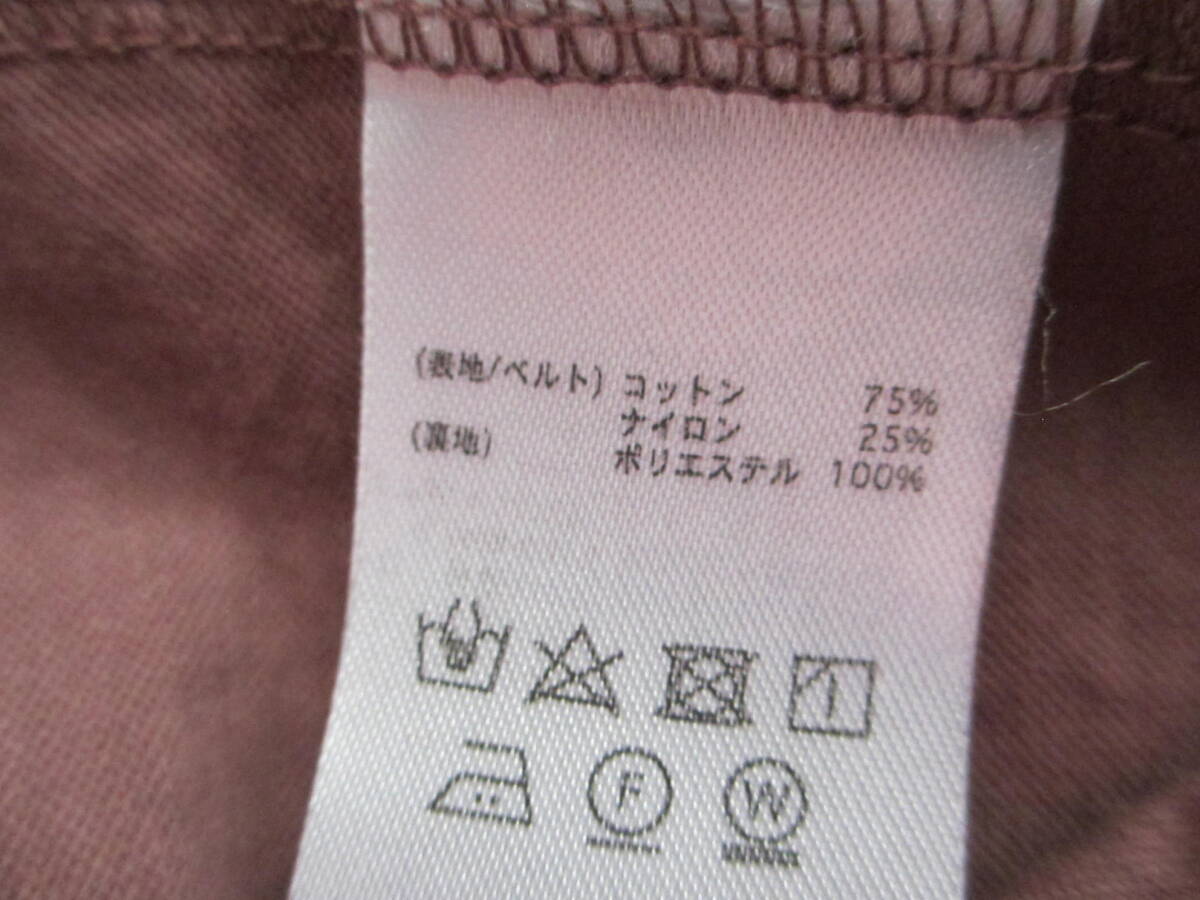 (表地/ベルト) コットン 75%
ナイロン 25%
(裏地) ポリエステル 100%
F W